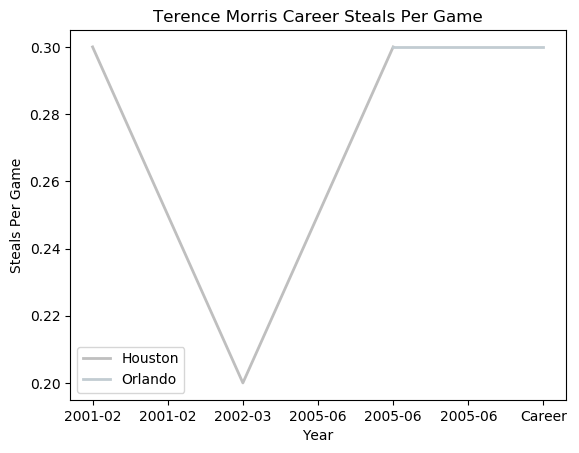 Terence Morris Career Steals Per Game
0.30
0.28
0.26
0.24
0.22
0.20
Steals Per Game
Houston
Orlando
2001-02 2001-02 2002-03 2005-06 2005-06 2005-06 Career
Year